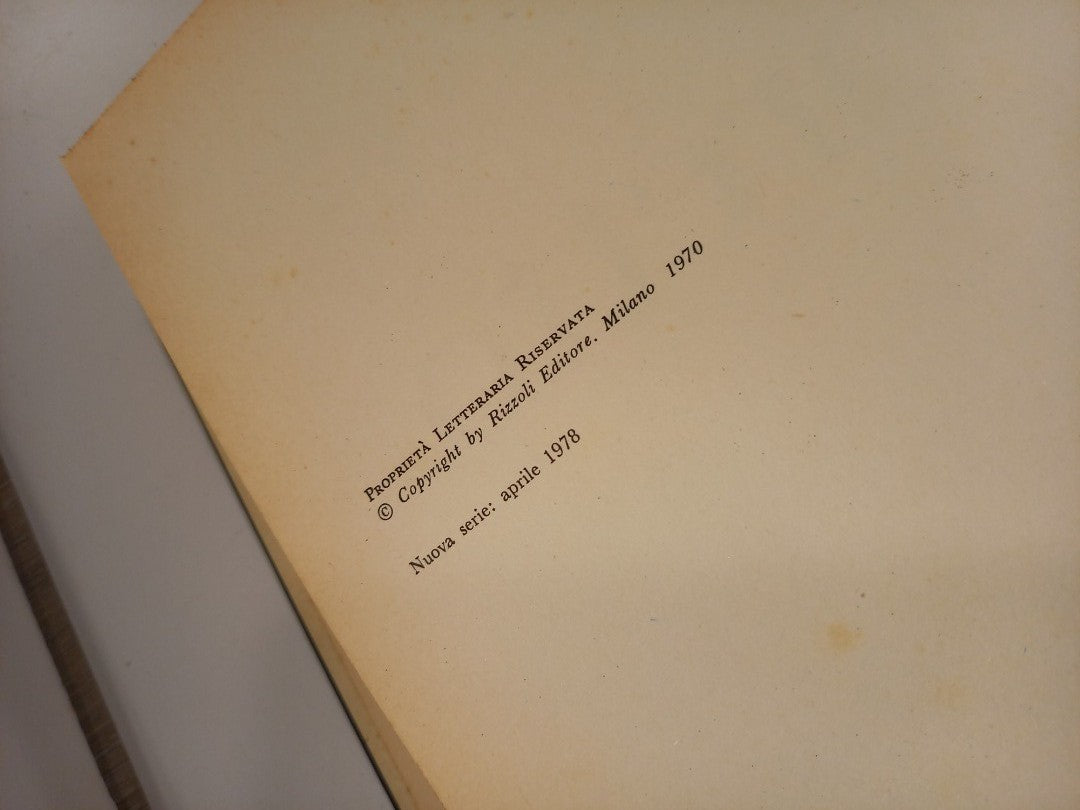 PROPRIETÀ LETTERARIA RISERVATA
© Copyright by Rizzoli Editore. Milano 1970
Nuova serie: aprile 1978